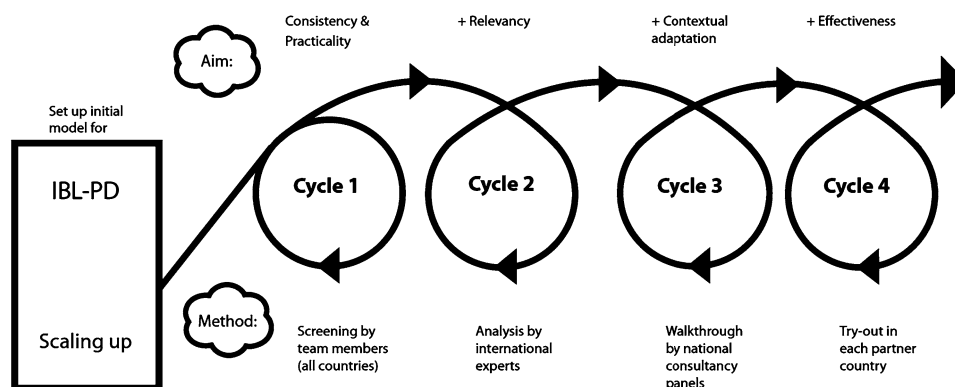 Consistency &
Practicality
+ Relevancy
+ Contextual
adaptation
+ Effectiveness
Aim:
Set up initial
model for
IBL-PD
Scaling up
Cycle 1
Cycle 2
Cycle 3
Cycle 4
Method:
Screening by
team members
(all countries)
Analysis by
international
experts
Walkthrough
by national
consultancy
panels
Try-out in
each partner
country